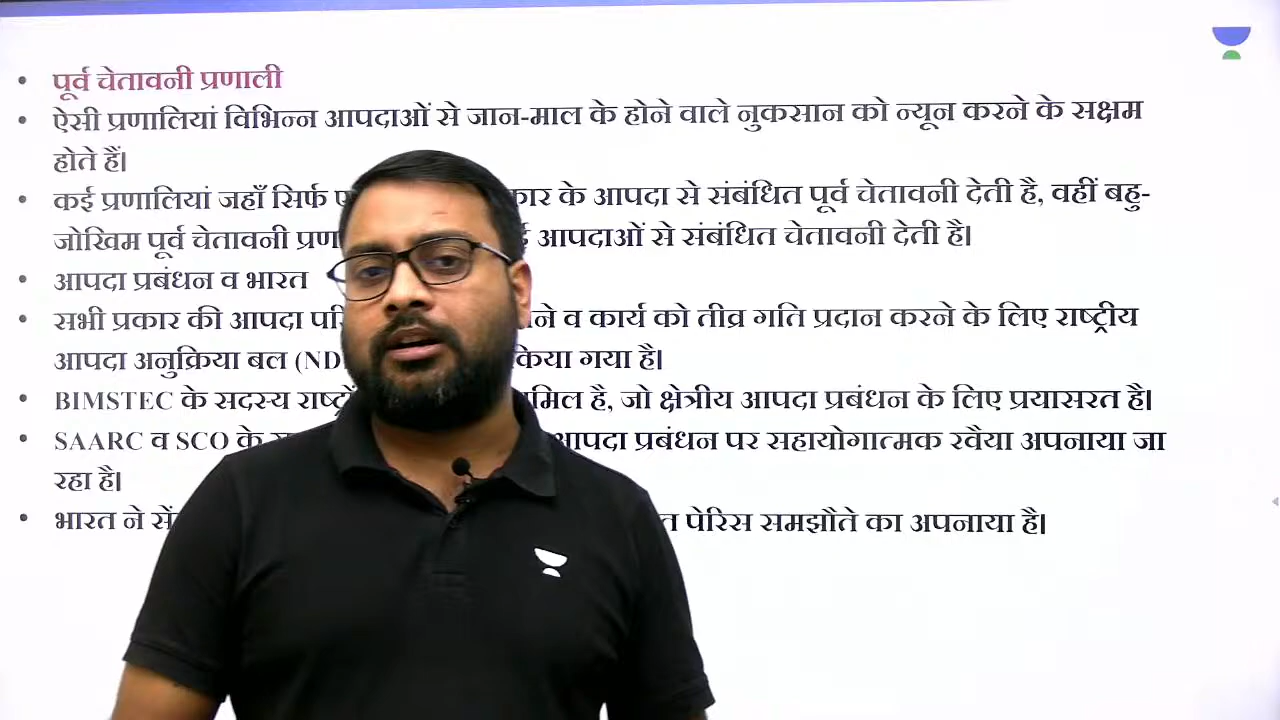 पूर्व चेतावनी प्रणाली
ऐसी प्रणालियां विभिन्न आपदाओं से जान-माल के होने वाले नुकसान को न्यून करने के सक्षम
होते हैं।
कई प्रणालियां जहाँ सिर्फ के आपदा से संबंधित पूर्व चेतावनी देती है, वहीं बहु-
जोखिम पूर्व चेतावनी आपदाओं से संबंधित चेतावनी देती है।
आपदा प्रबंधन व भारत
सभी प्रकार की आपदा व कार्य को तीव्र गति प्रदान करने के लिए राष्ट्रीय
आपदा अनुक्रिया बल (ND किया गया है।
BIMSTEC के सदस्य है, जो क्षेत्रीय आपदा प्रबंधन के लिए प्रयासरत है।
SAARC व SCO के आपदा प्रबंधन पर सहायोगात्मक रवैया अपनाया जा
रहा है।
भारत ने पेरिस समझौते का अपनाया है।